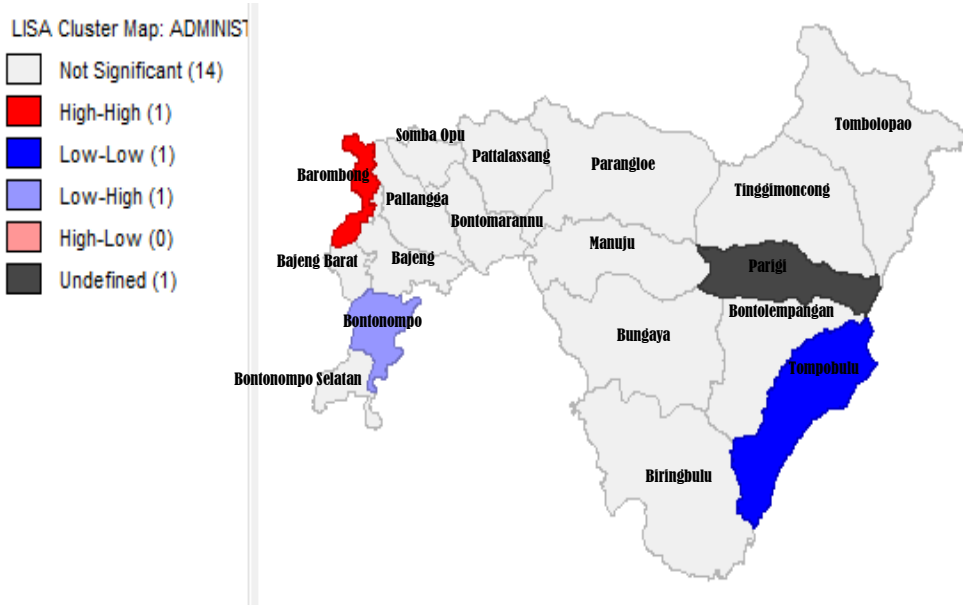 LISA Cluster Map: ADMINIST
Not Significant (14)
High-High (1)
Low-Low (1)
Low-High (1)
High-Low (0)
Undefined (1)
Tombolopao
Somba Opu
Pattalassang
Parangloe
Barombong
Tinggimoncong
Pallangga
Bontomarannu
Manuju
Bajeng Barat
Bajeng
Parigi
Bontolempangan
Bontonompo
Bungaya
Tompobulu
Bontonompo Selatan
Biringbulu